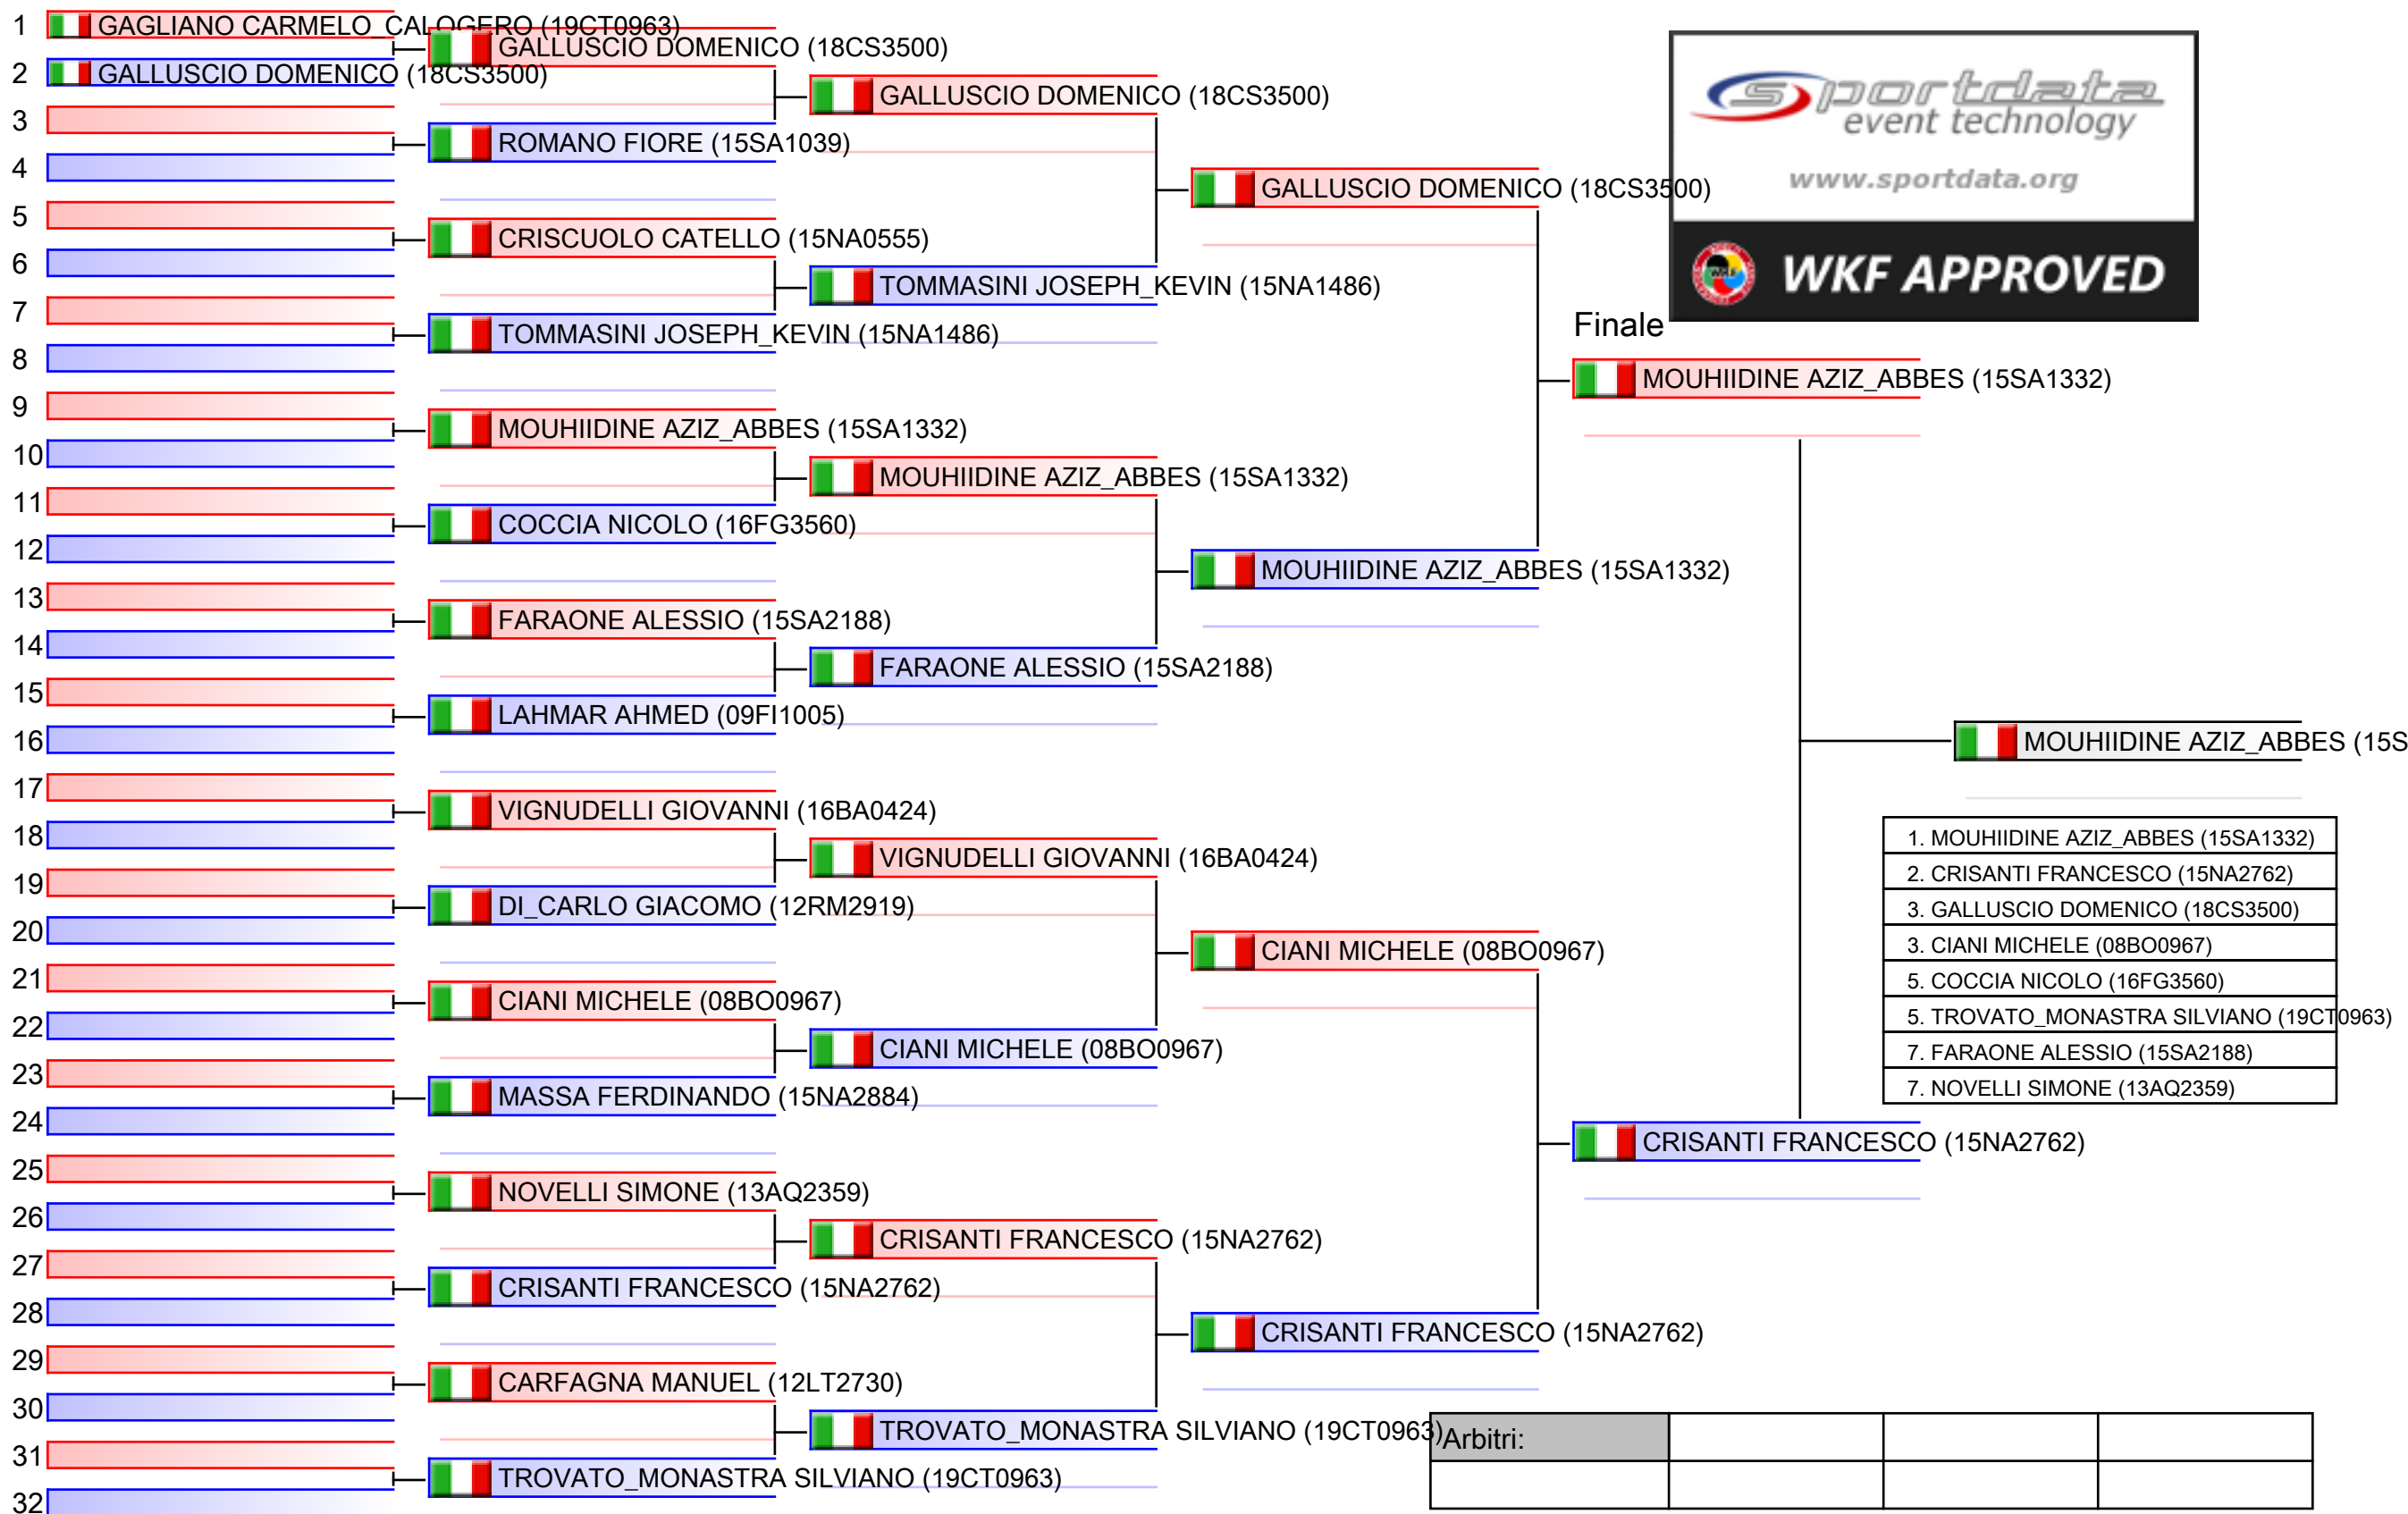 1 GAGLIANO CARMELO_CALOGERO (19CT0963)
2 GALLUSCIO DOMENICO (18CS3500)
3
4
5
6
7
8
9
10
11
12
13
14
15
16
17
18
19
20
21
22
23
24
25
26
27
28
29
30
31
32
GALLUSCIO DOMENICO (18CS3500)
ROMANO FIORE (15SA1039)
CRISCUOLO CATELLO (15NA0555)
TOMMASINI JOSEPH_KEVIN (15NA1486)
MOUHIIDINE AZIZ_ABBES (15SA1332)
COCCIA NICOLO (16FG3560)
FARAONE ALESSIO (15SA2188)
LAHMAR AHMED (09FI1005)
VIGNUDELLI GIOVANNI (16BA0424)
DI_CARLO GIACOMO (12RM2919)
CIANI MICHELE (08BO0967)
MASSA FERDINANDO (15NA2884)
NOVELLI SIMONE (13AQ2359)
CRISANTI FRANCESCO (15NA2762)
CARFAGNA MANUEL (12LT2730)
TROVATO_MONASTRA SILVIANO (19CT0963)
GALLUSCIO DOMENICO (18CS3500)
TOMMASINI JOSEPH_KEVIN (15NA1486)
MOUHIIDINE AZIZ_ABBES (15SA1332)
FARAONE ALESSIO (15SA2188)
VIGNUDELLI GIOVANNI (16BA0424)
CIANI MICHELE (08BO0967)
CRISANTI FRANCESCO (15NA2762)
TROVATO_MONASTRA SILVIANO (19CT0963)
GALLUSCIO DOMENICO (18CS3500)
MOUHIIDINE AZIZ_ABBES (15SA1332)
CIANI MICHELE (08BO0967)
CRISANTI FRANCESCO (15NA2762)
sportdata
event technology
www.sportdata.org
WKF
WKF APPROVED
Finale
MOUHIIDINE AZIZ_ABBES (15SA1332)
CRISANTI FRANCESCO (15NA2762)
MOUHIIDINE AZIZ_ABBES (15S
1. MOUHIIDINE AZIZ_ABBES (15SA1332)
2. CRISANTI FRANCESCO (15NA2762)
3. GALLUSCIO DOMENICO (18CS3500)
3. CIANI MICHELE (08BO0967)
5. COCCIA NICOLO (16FG3560)
5. TROVATO_MONASTRA SILVIANO (19CT0963)
7. FARAONE ALESSIO (15SA2188)
7. NOVELLI SIMONE (13AQ2359)
Arbitri: